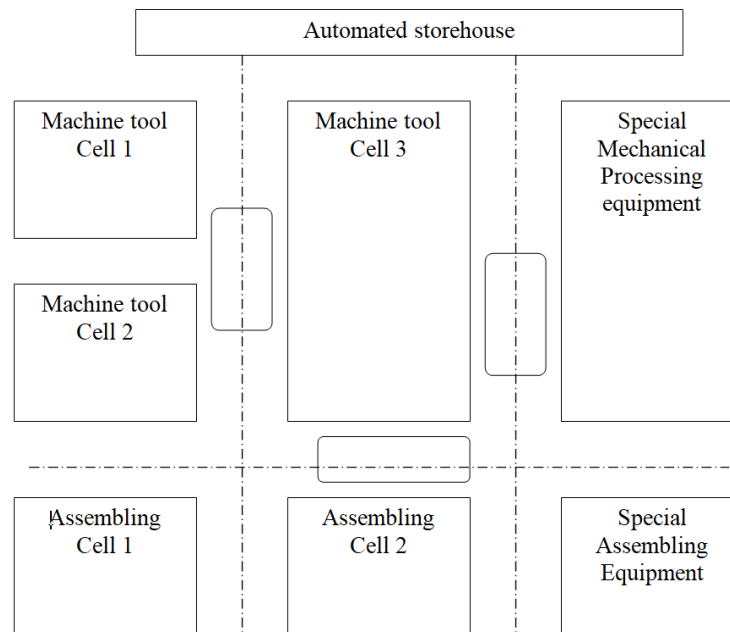 Automated storehouse
Machine tool
Cell 1
Machine tool
Cell 3
Special
Mechanical
Processing
equipment
Machine tool
Cell 2
Assembling
Cell 1
Assembling
Cell 2
Special
Assembling
Equipment